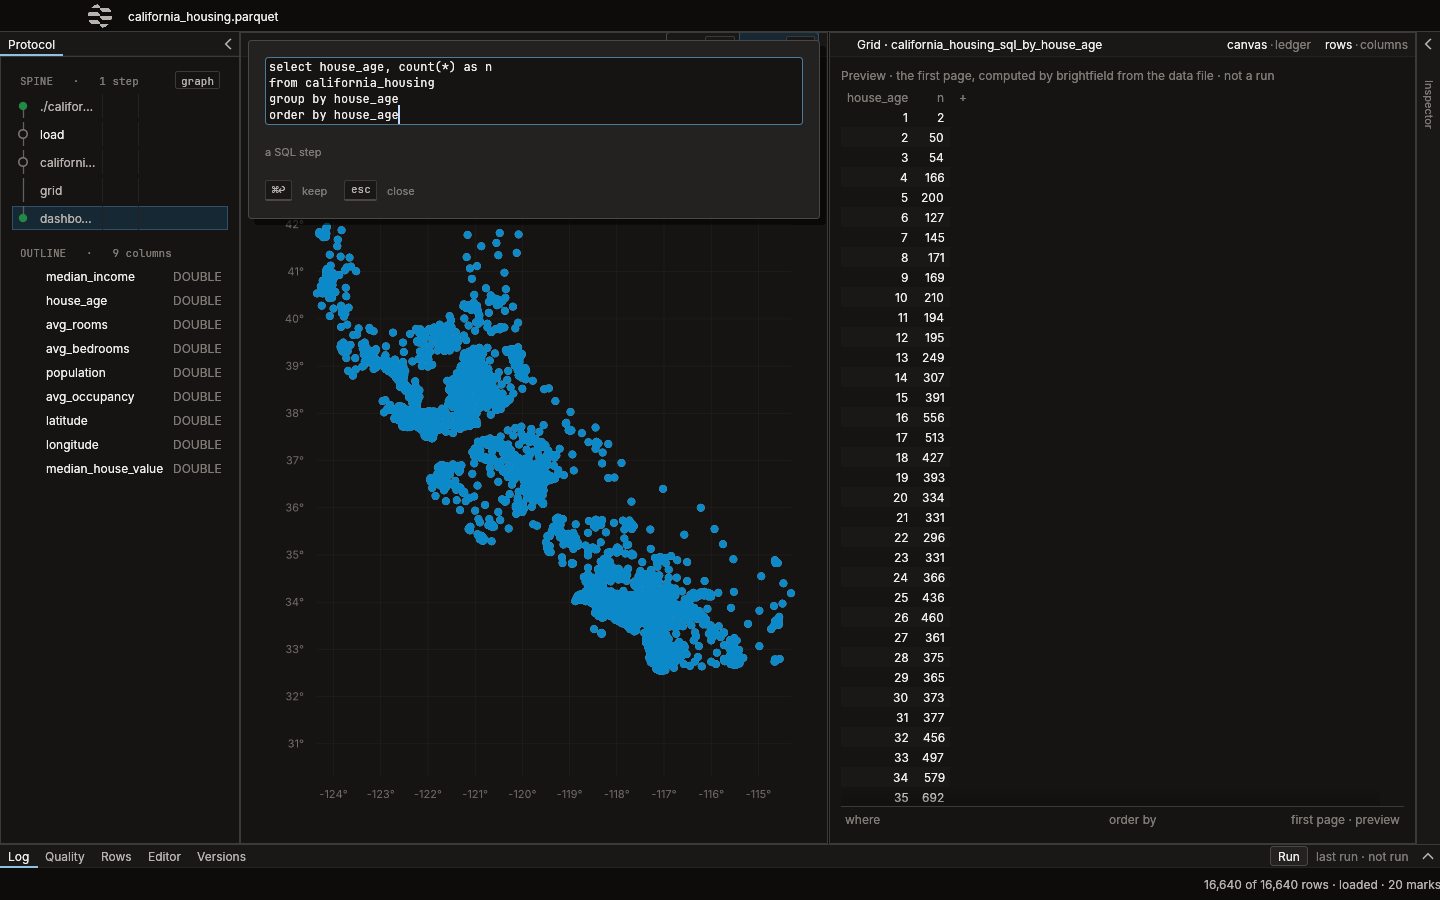 california_housing.parquet
Protocol
SPINE · 1 step graph
./califor...
load
californi...
grid
dashbo...
OUTLINE · 9 columns
median_income DOUBLE
house_age DOUBLE
avg_rooms DOUBLE
avg_bedrooms DOUBLE
population DOUBLE
avg_occupancy DOUBLE
latitude DOUBLE
longitude DOUBLE
median_house_value DOUBLE
select house_age, count(*) as n
from california_housing
group by house_age
order by house_age
a SQL step
⌘↩ keep esc close
42°
41°
40°
39°
38°
37°
36°
35°
34°
33°
32°
31°
-124° -123° -122° -121° -120° -119° -118° -117° -116° -115°
Grid · california_housing_sql_by_house_age canvas · ledger rows · columns
Preview · the first page, computed by brightfield from the data file · not a run
house_age n +
1 2
2 50
3 54
4 166
5 200
6 127
7 145
8 171
9 169
10 210
11 194
12 195
13 249
14 307
15 391
16 556
17 513
18 427
19 393
20 334
21 331
22 296
23 331
24 366
25 436
26 460
27 361
28 375
29 365
30 373
31 377
32 456
33 497
34 579
35 692
where order by first page · preview
Inspector
Log Quality Rows Editor Versions
Run last run · not run
16,640 of 16,640 rows · loaded · 20 marks